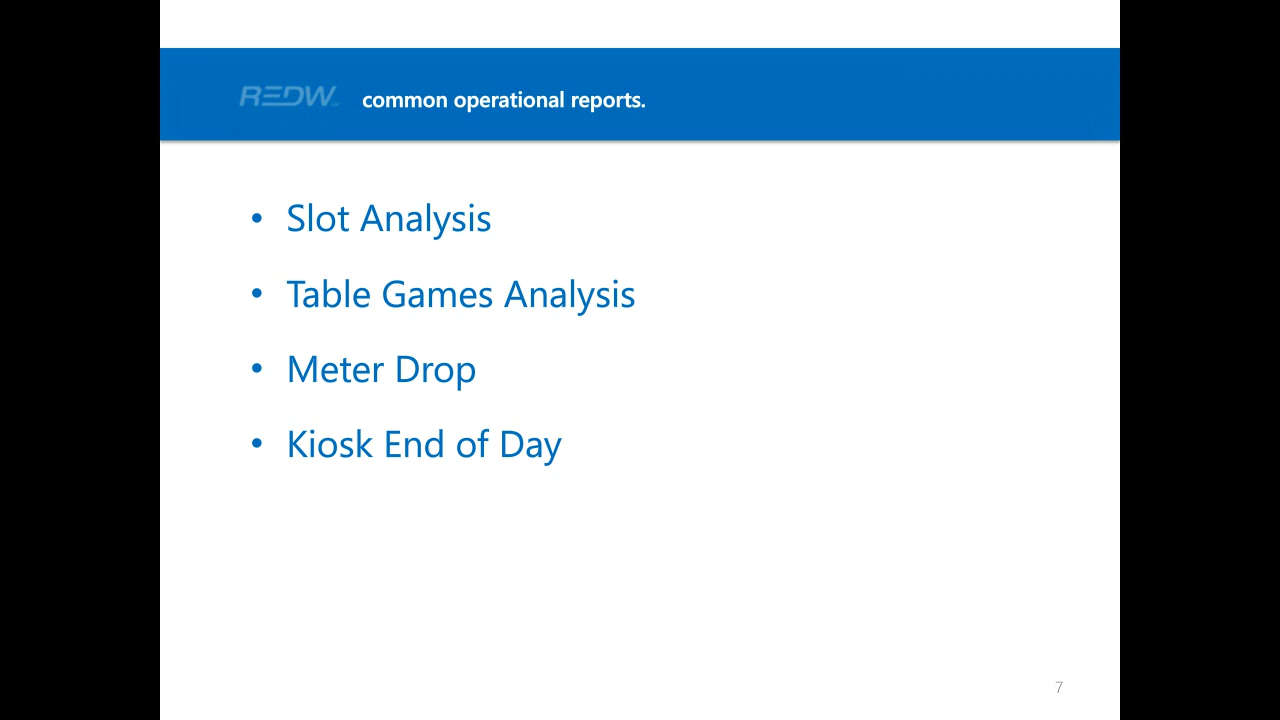 REDW common operational reports.
• Slot Analysis
• Table Games Analysis
• Meter Drop
• Kiosk End of Day
7